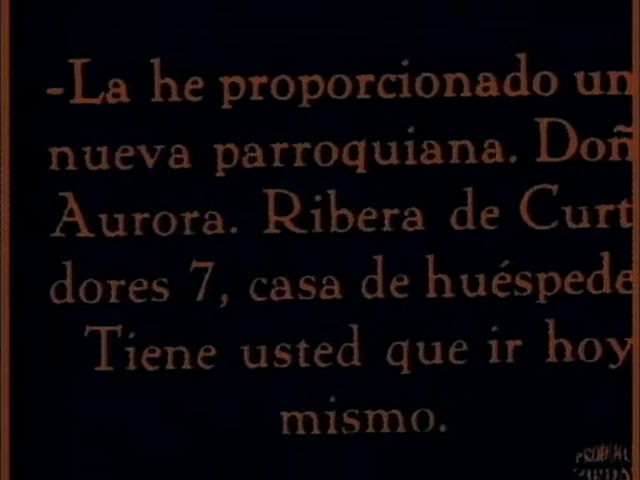 -La he proporcionado un
nueva parroquiana. Doñ
Aurora. Ribera de Curt
dores 7, casa de huéspede
Tiene usted que ir hoy
mismo.